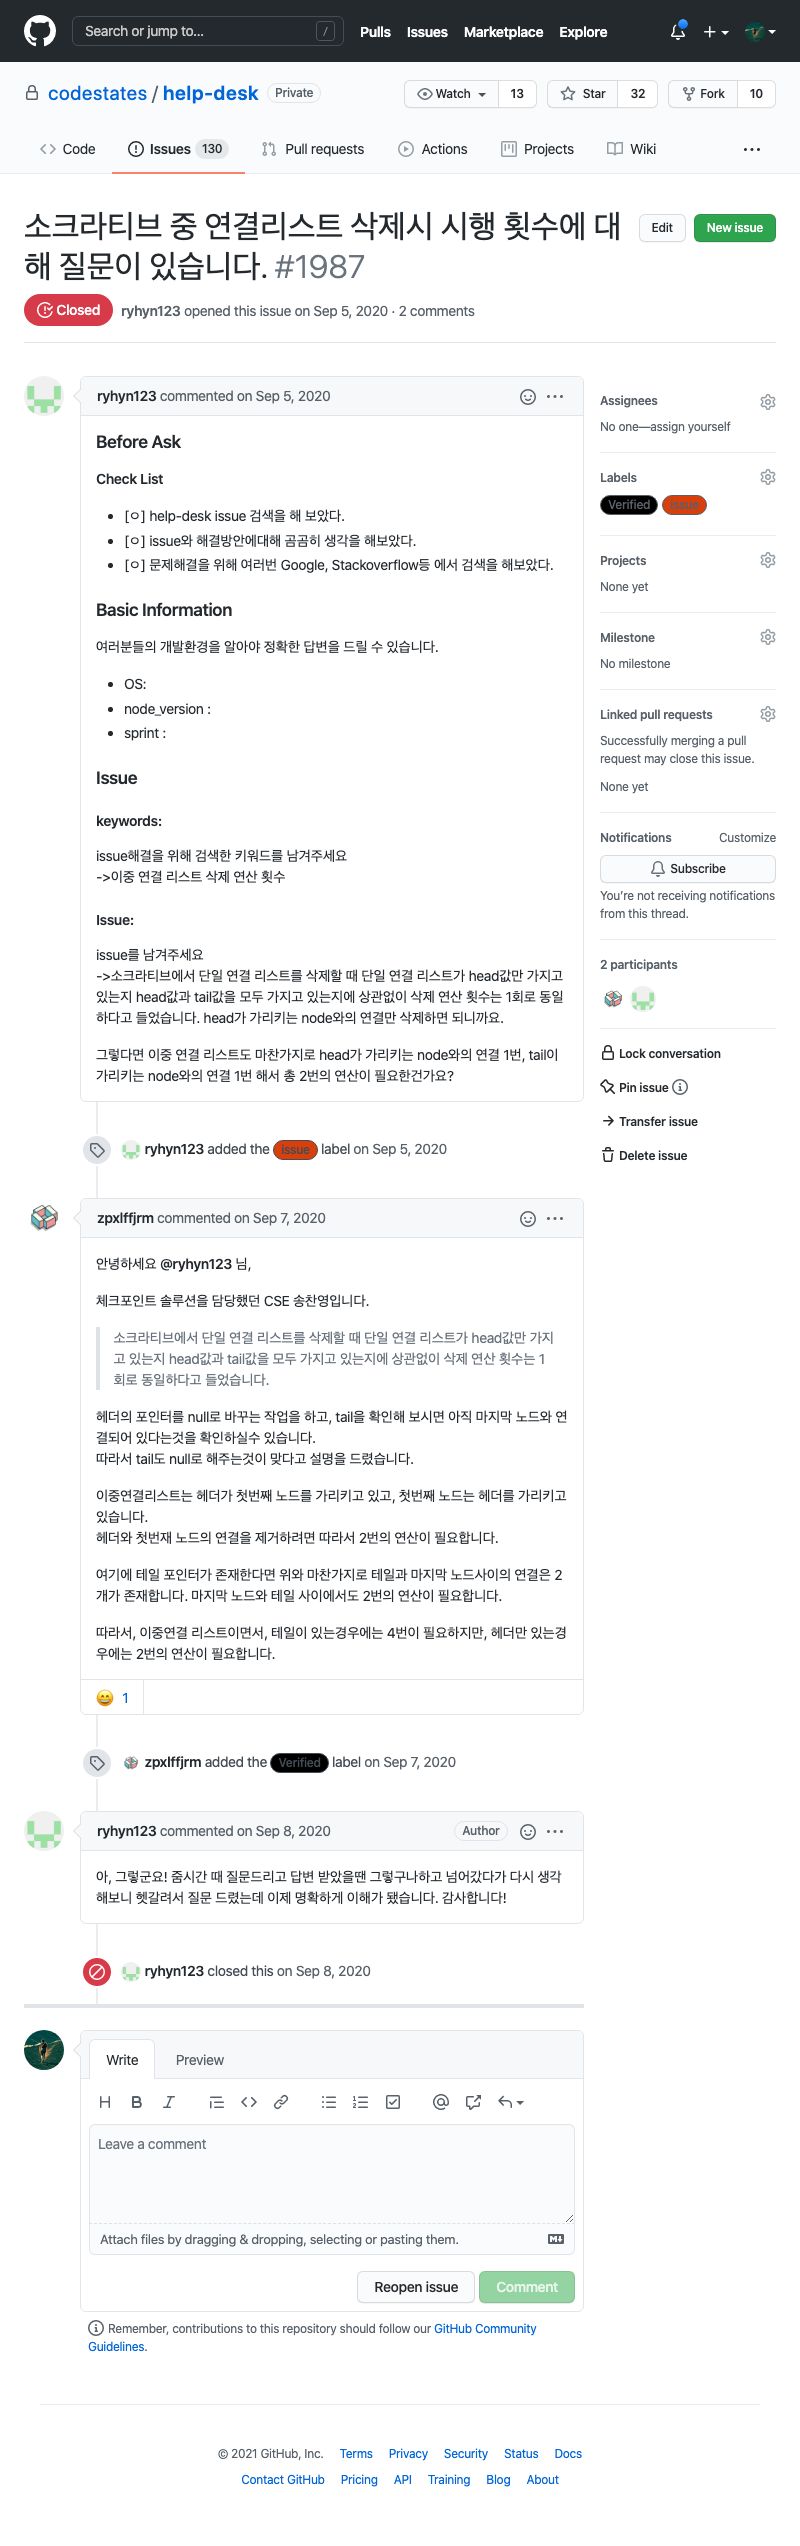 Search or jump to...
/
Pulls
Issues
Marketplace
Explore
codestates / help-desk
Private
Watch
13
Star
32
Fork
10
Code
Issues 130
Pull requests
Actions
Projects
Wiki
소크라티브 중 연결리스트 삭제시 시행 횟수에 대
해 질문이 있습니다. #1987
Edit
New issue
Closed
ryhyn123 opened this issue on Sep 5, 2020 · 2 comments
ryhyn123 commented on Sep 5, 2020
Before Ask
Check List
[ㅇ] help-desk issue 검색을 해 보았다.
[ㅇ] issue와 해결방안에대해 곰곰히 생각을 해보았다.
[ㅇ] 문제해결을 위해 여러번 Google, Stackoverflow등 에서 검색을 해보았다.
Basic Information
여러분들의 개발환경을 알아야 정확한 답변을 드릴 수 있습니다.
OS:
node_version :
sprint :
Issue
keywords:
issue해결을 위해 검색한 키워드를 남겨주세요
->이중 연결 리스트 삭제 연산 횟수
Issue:
issue를 남겨주세요
->소크라티브에서 단일 연결 리스트를 삭제할 때 단일 연결 리스트가 head값만 가지고
있는지 head값과 tail값을 모두 가지고 있는지에 상관없이 삭제 연산 횟수는 1회로 동일
하다고 들었습니다. head가 가리키는 node와의 연결만 삭제하면 되니까요.
그렇다면 이중 연결 리스트도 마찬가지로 head가 가리키는 node와의 연결 1번, tail이
가리키는 node와의 연결 1번 해서 총 2번의 연산이 필요한건가요?
Assignees
No one—assign yourself
Labels
Verified
issue
Projects
None yet
Milestone
No milestone
Linked pull requests
Successfully merging a pull
request may close this issue.
None yet
Notifications
Customize
Subscribe
You're not receiving notifications
from this thread.
2 participants
Lock conversation
Pin issue
Transfer issue
Delete issue
ryhyn123 added the issue label on Sep 5, 2020
zpxlffjrm commented on Sep 7, 2020
안녕하세요 @ryhyn123 님,
체크포인트 솔루션을 담당했던 CSE 송찬영입니다.
소크라티브에서 단일 연결 리스트를 삭제할 때 단일 연결 리스트가 head값만 가지
고 있는지 head값과 tail값을 모두 가지고 있는지에 상관없이 삭제 연산 횟수는 1
회로 동일하다고 들었습니다.
헤더의 포인터를 null로 바꾸는 작업을 하고, tail을 확인해 보시면 아직 마지막 노드와 연
결되어 있다는것을 확인하실수 있습니다.
따라서 tail도 null로 해주는것이 맞다고 설명을 드렸습니다.
이중연결리스트는 헤더가 첫번째 노드를 가리키고 있고, 첫번째 노드는 헤더를 가리키고
있습니다.
헤더와 첫번재 노드의 연결을 제거하려면 따라서 2번의 연산이 필요합니다.
여기에 테일 포인터가 존재한다면 위와 마찬가지로 테일과 마지막 노드사이의 연결은 2
개가 존재합니다. 마지막 노드와 테일 사이에서도 2번의 연산이 필요합니다.
따라서, 이중연결 리스트이면서, 테일이 있는경우에는 4번이 필요하지만, 헤더만 있는경
우에는 2번의 연산이 필요합니다.
1
zpxlffjrm added the Verified label on Sep 7, 2020
ryhyn123 commented on Sep 8, 2020
Author
아, 그렇군요! 줌시간 때 질문드리고 답변 받았을땐 그렇구나하고 넘어갔다가 다시 생각
해보니 헷갈려서 질문 드렸는데 이제 명확하게 이해가 됐습니다. 감사합니다!
ryhyn123 closed this on Sep 8, 2020
Write
Preview
Leave a comment
Attach files by dragging & dropping, selecting or pasting them.
Reopen issue
Comment
Remember, contributions to this repository should follow our GitHub Community
Guidelines.
© 2021 GitHub, Inc.
Terms
Privacy
Security
Status
Docs
Contact GitHub
Pricing
API
Training
Blog
About